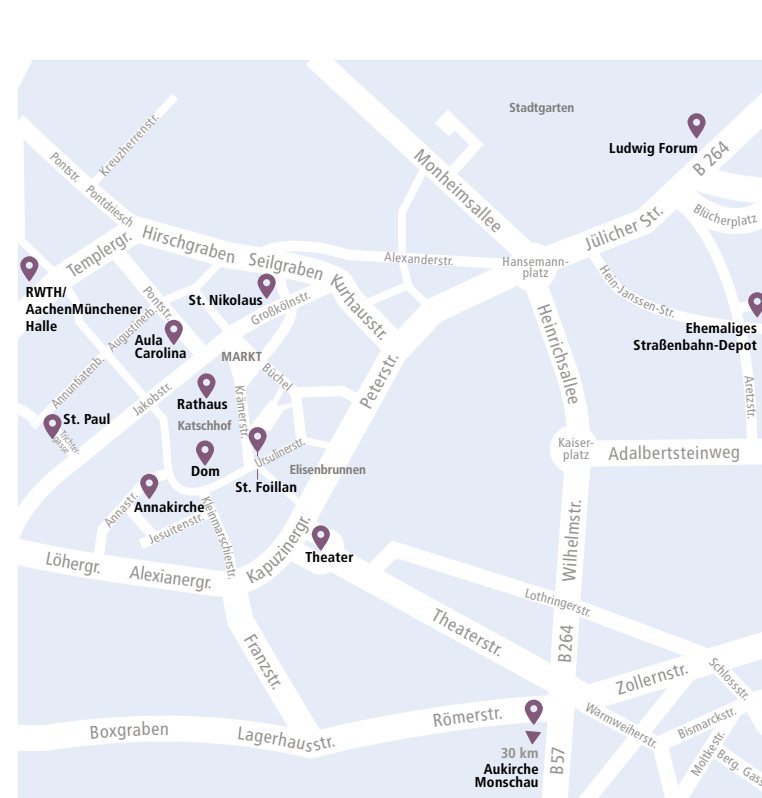 Stadtgarten
Ludwig Forum
B 264
Kreuzherrenstr.
Pontstr.
Pontdriesch
Monheimsallee
Blücherplatz
Jülicher Str.
Templergr.
Hirschgraben
Seilgraben
Alexanderstr.
Hansemann-
platz
Hein-Janssen-Str.
RWTH/
AachenMünchener
Halle
Pontstr.
Augustinerb.
St. Nikolaus
Großkölnstr.
Kurhausstr.
Heinrichsallee
Ehemaliges
Straßenbahn-Depot
Aula
Carolina
MARKT
Annuntiatenb.
Jakobstr.
Büchel
Peterstr.
Aretzstr.
Rathaus
Krämerstr.
Katschhof
St. Paul
Trichter-
gasse
Ursulinerstr.
Kaiser-
platz
Adalbertsteinweg
Dom
Elisenbrunnen
St. Foillan
Annastr.
Annakirche
Jesuitenstr.
Kleinmarschierstr.
Kapuzinergr.
Theater
Wilhelmstr.
Löhergr.
Alexianergr.
Lothringerstr.
Theaterstr.
B264
Franzstr.
Zollernstr.
Schlossstr.
Boxgraben
Lagerhausstr.
Römerstr.
Warmweiherstr.
Bismarckstr.
Moltkestr.
Berg. Gass
30 km
Aukirche
Monschau
B57